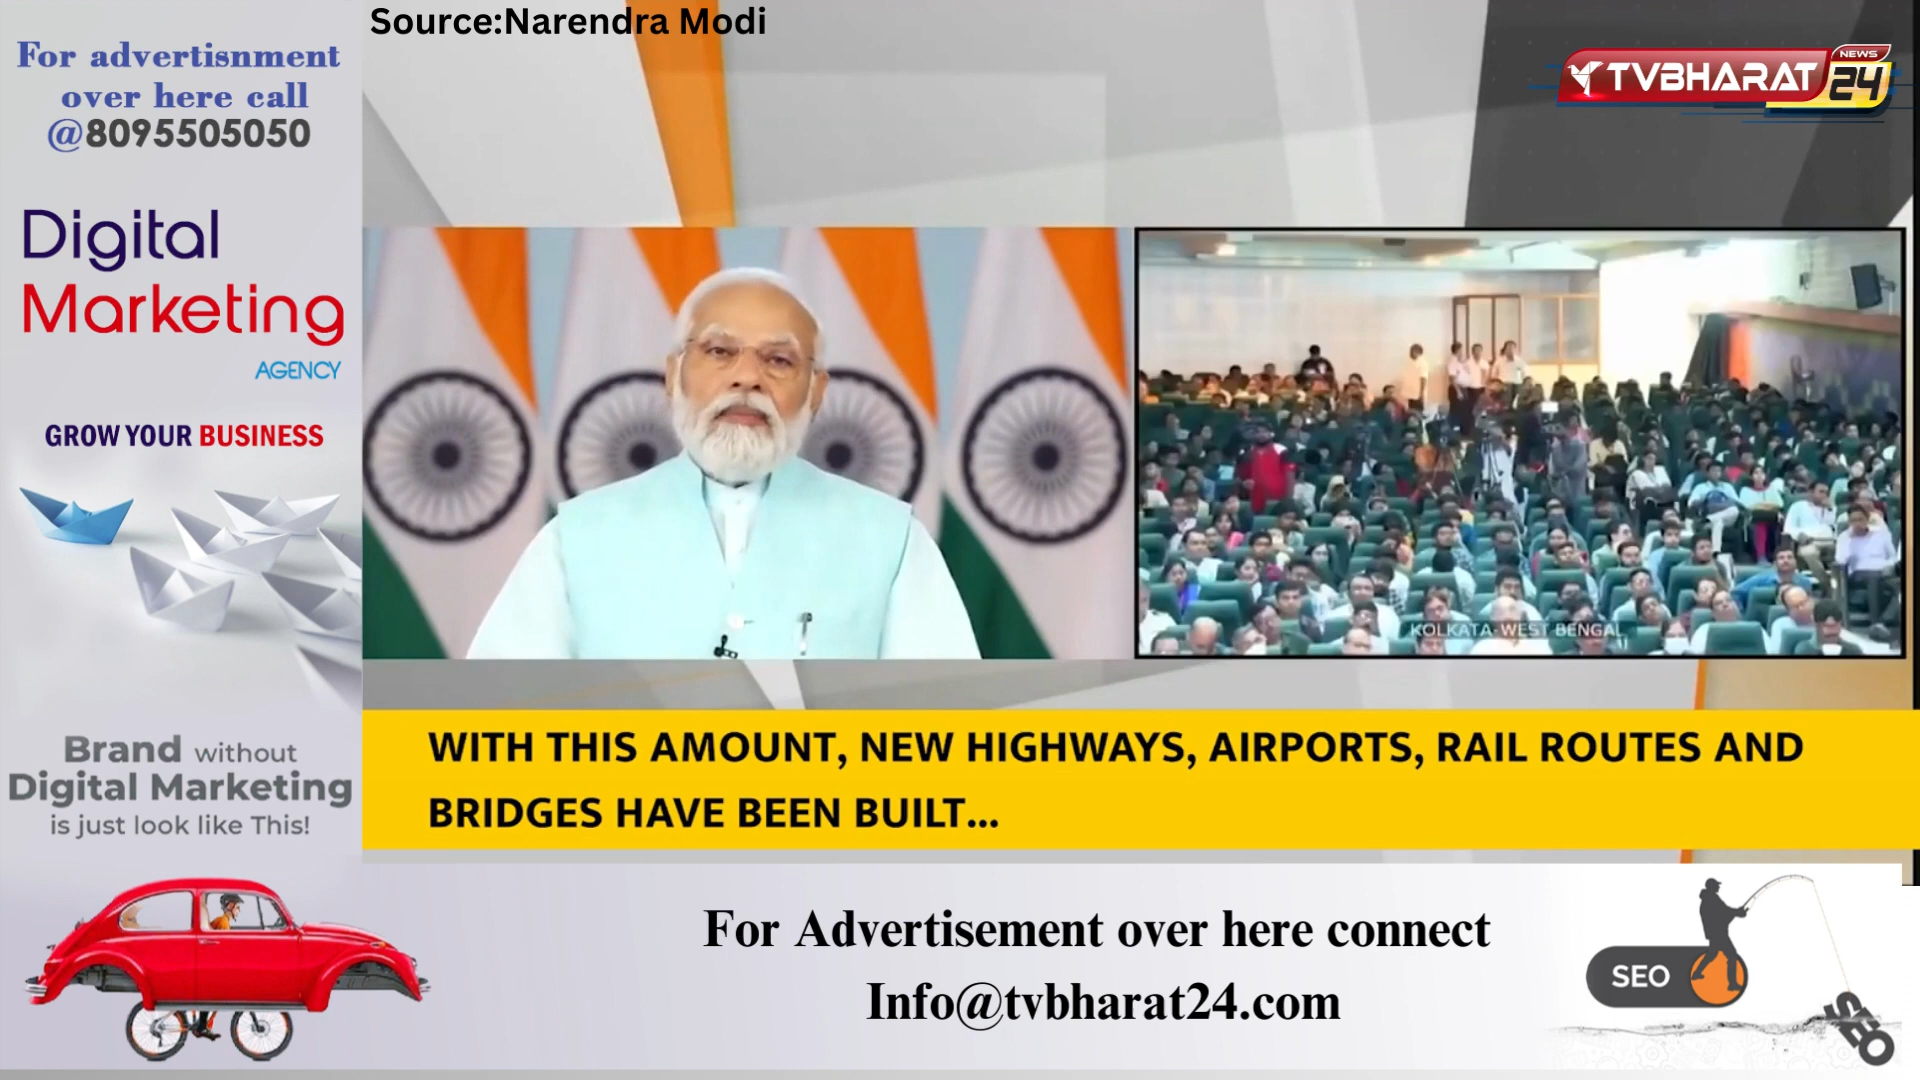 Source:Narendra Modi
For advertisnment
over here call
@8095505050
NEWS
TVBHARAT 24
Digital
Marketing
AGENCY
GROW YOUR BUSINESS
KOLKATA-WEST BENGAL
Brand without
Digital Marketing
is just look like This!
WITH THIS AMOUNT, NEW HIGHWAYS, AIRPORTS, RAIL ROUTES AND
BRIDGES HAVE BEEN BUILT...
For Advertisement over here connect
Info@tvbharat24.com
SEO
SEO